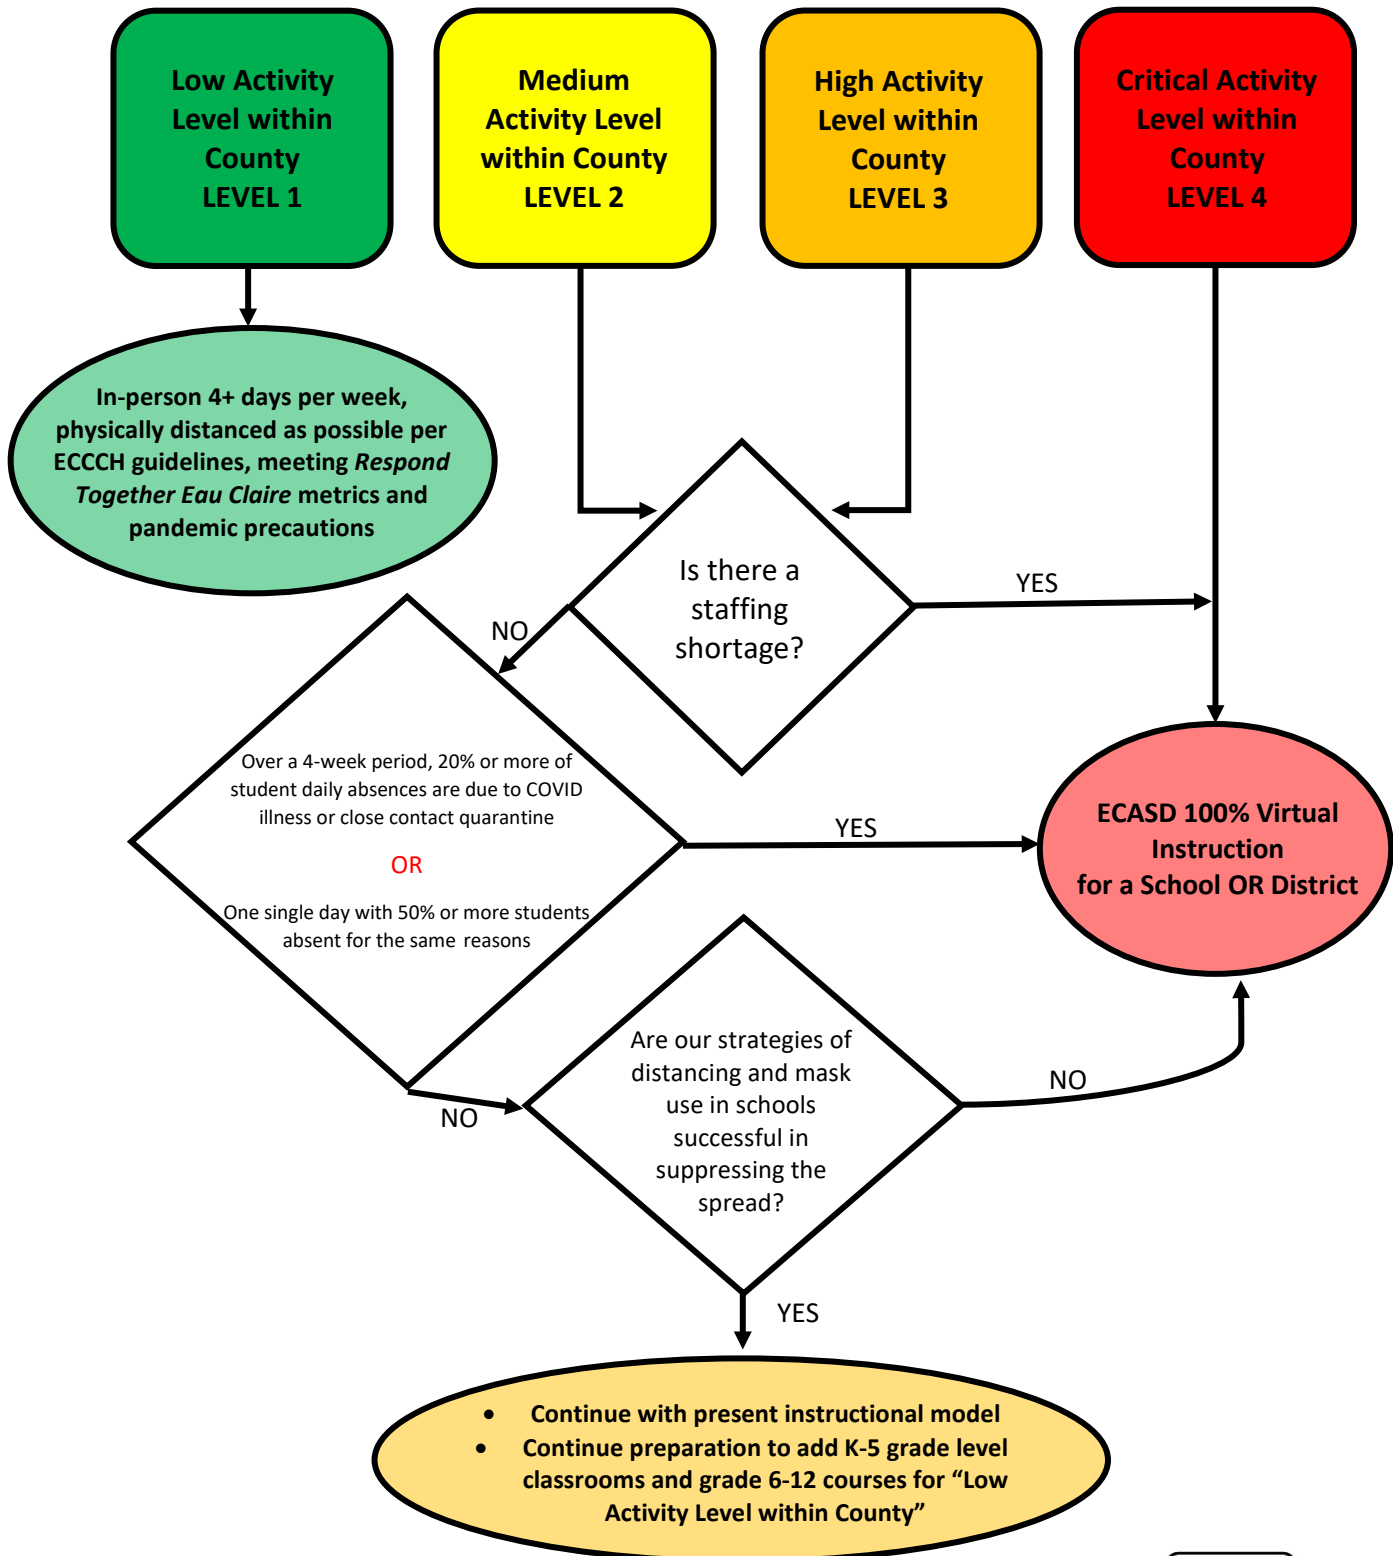 Low Activity
Level within
County
LEVEL 1
Medium
Activity Level
within County
LEVEL 2
High Activity
Level within
County
LEVEL 3
Critical Activity
Level within
County
LEVEL 4
In-person 4+ days per week,
physically distanced as possible per
ECCCH guidelines, meeting Respond
Together Eau Claire metrics and
pandemic precautions
Is there a
staffing
shortage?
YES
NO
Over a 4-week period, 20% or more of
student daily absences are due to COVID
illness or close contact quarantine
OR
One single day with 50% or more students
absent for the same reasons
YES
ECASD 100% Virtual
Instruction
for a School OR District
NO
Are our strategies of
distancing and mask
use in schools
successful in
suppressing the
spread?
NO
YES
• Continue with present instructional model
• Continue preparation to add K-5 grade level
classrooms and grade 6-12 courses for “Low
Activity Level within County”